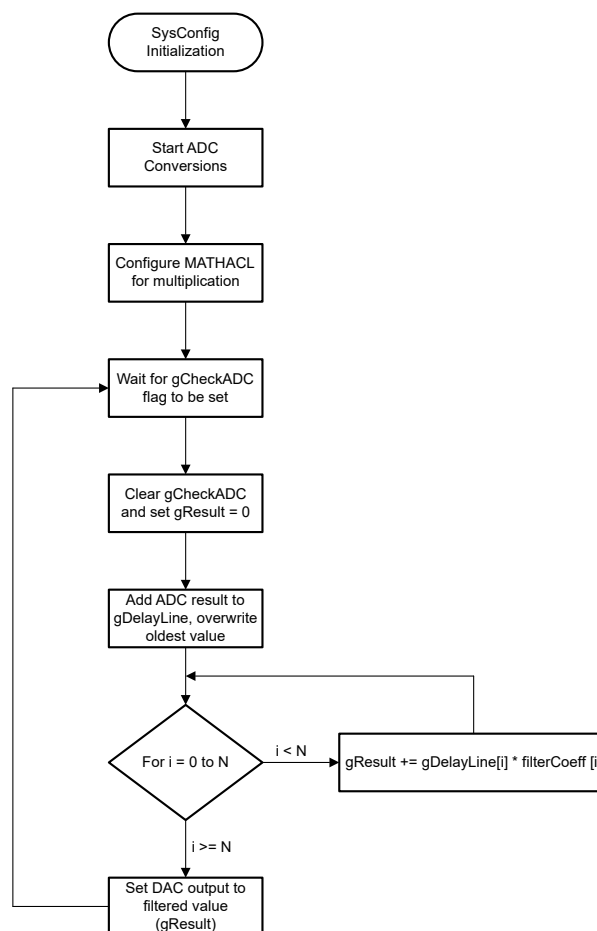 SysConfig
Initialization
Start ADC
Conversions
Configure MATHACL
for multiplication
Wait for gCheckADC
flag to be set
Clear gCheckADC
and set gResult = 0
Add ADC result to
gDelayLine, overwrite
oldest value
For i = 0 to N
i < N
gResult += gDelayLine[i] * filterCoeff [i
i >= N
Set DAC output to
filtered value
(gResult)